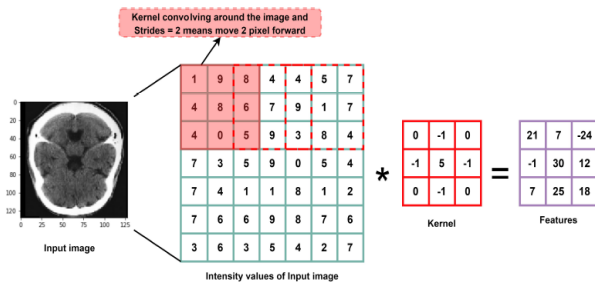 Kernel convolving around the image and
Strides = 2 means move 2 pixel forward
1 9 8 4 4 5 7
4 8 6 7 9 1 7
4 0 5 9 3 8 4
7 3 5 9 0 5 4
7 4 1 1 8 1 2
7 6 6 9 8 7 6
3 6 3 5 4 2 7
0
20
40
60
80
100
120
0 25 50 75 100 125
Input image
Intensity values of Input image
*
0 -1 0
-1 5 -1
0 -1 0
Kernel
=
21 7 -24
-1 30 12
7 25 18
Features